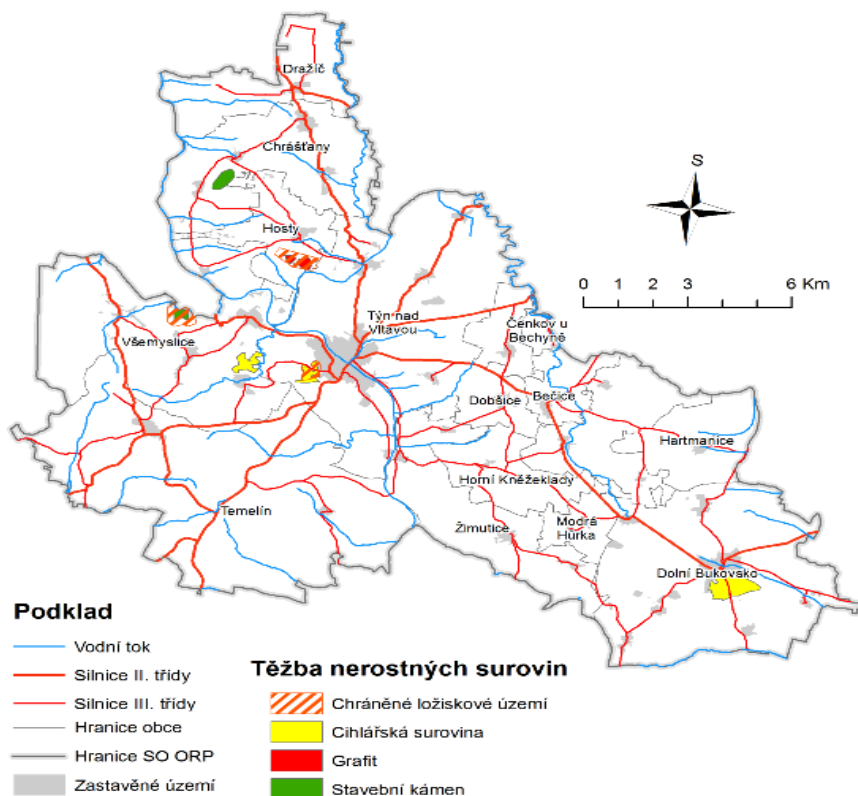 Dražíč
Chrášťany
S
Hosty
0 1 3 6 Km
Týn nad
Vltavou
Čenkov u
Bechyně
Všemyslice
Dobšice
Bečice
Hartmanice
Horní Kněžeklady
Temelín
Žimutice
Modrá
Hůrka
Dolní Bukovsko
Podklad
Vodní tok
Silnice II. třídy
Silnice III. třídy
Hranice obce
Hranice SO ORP
Zastavěné území
Těžba nerostných surovin
Chráněné ložiskové území
Cihlářská surovina
Grafit
Stavební kámen